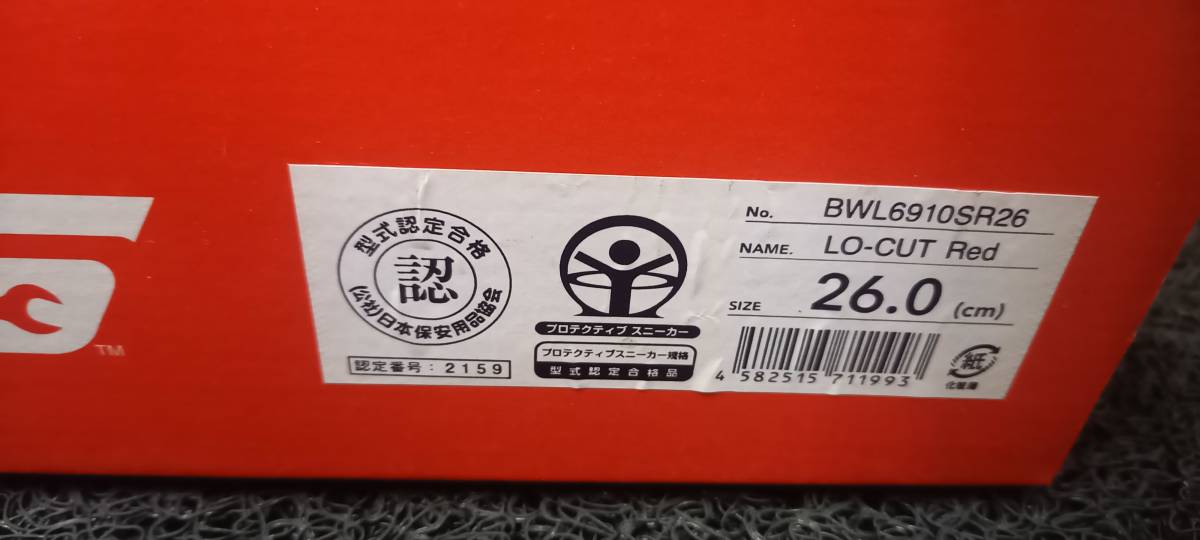 TM
型式認定合格
認
(公社)日本保安用品協会
認定番号：2159
プロテクティブ スニーカー
プロテクティブスニーカー規格
型式認定合格品
No. BWL6910SR26
NAME. LO-CUT Red
SIZE 26.0 (cm)
4 582515 711993
紙
化粧箱